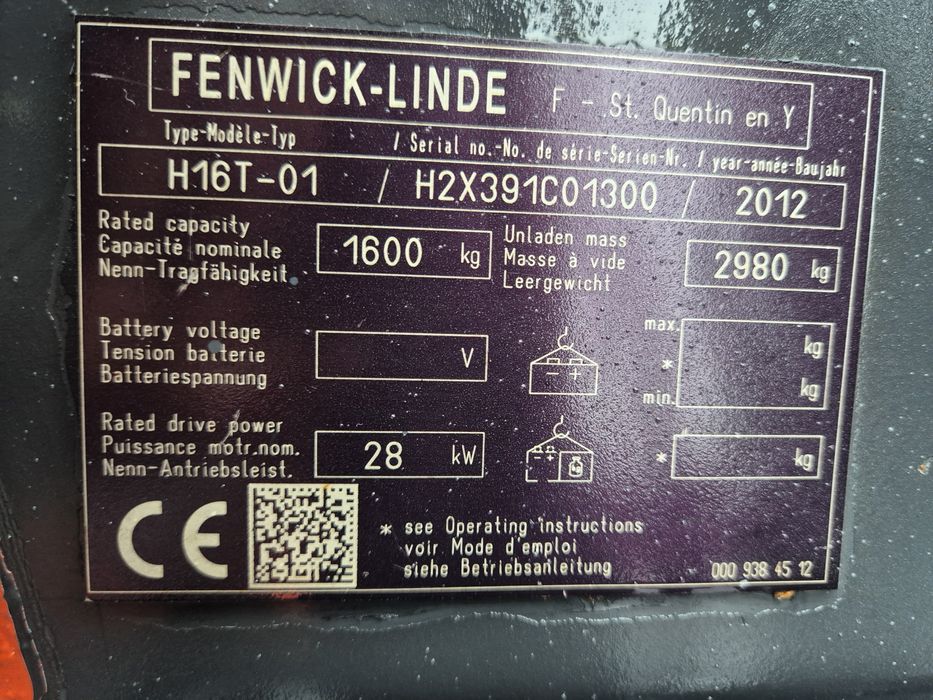 FENWICK-LINDE F - St. Quentin en Y
Type-Modèle-Typ / Serial no.-No. de série-Serien-Nr. / year-année-Baujahr
H16T-01 / H2X391C01300 / 2012
Rated capacity
Capacité nominale
Nenn-Tragfähigkeit
1600 kg
Unladen mass
Masse à vide
Leergewicht
2980 kg
Battery voltage
Tension batterie
Batteriespannung
V
- +
max. kg
*
min. kg
Rated drive power
Puissance motr.nom.
Nenn-Antriebsleist.
28 kW
- +
kg
* kg
CE
* see Operating instructions
voir Mode d'emploi
siehe Betriebsanleitung
000 938 45 12